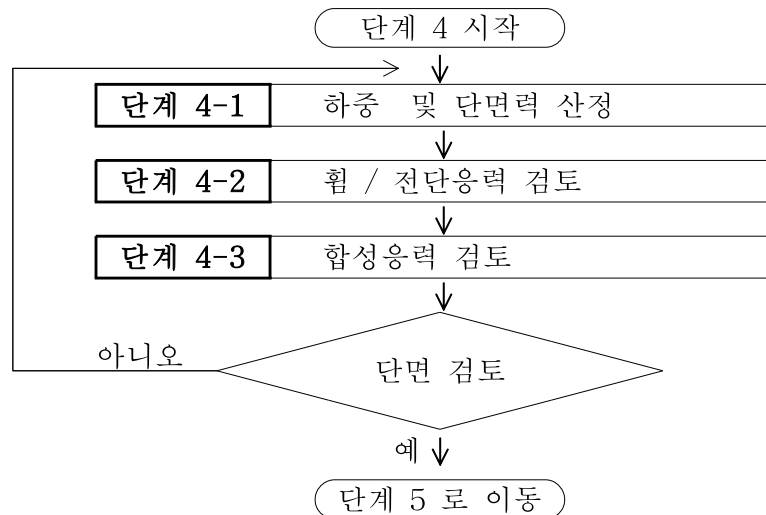 단계 4 시작
단계 4-1 하중 및 단면력 산정
단계 4-2 휨 / 전단응력 검토
단계 4-3 합성응력 검토
아니오
단면 검토
예
단계 5 로 이동